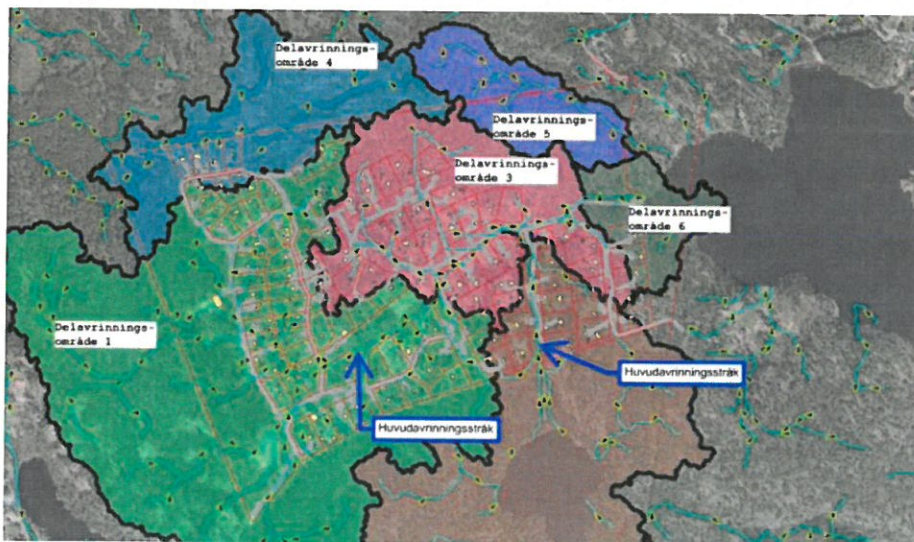 Delavrinnings-
område 4
Delavrinnings-
område 5
Delavrinnings-
område 3
Delavrinnings-
område 6
Delavrinnings-
område 1
Huvudavrinningsstråk
Huvudavrinningsstråk